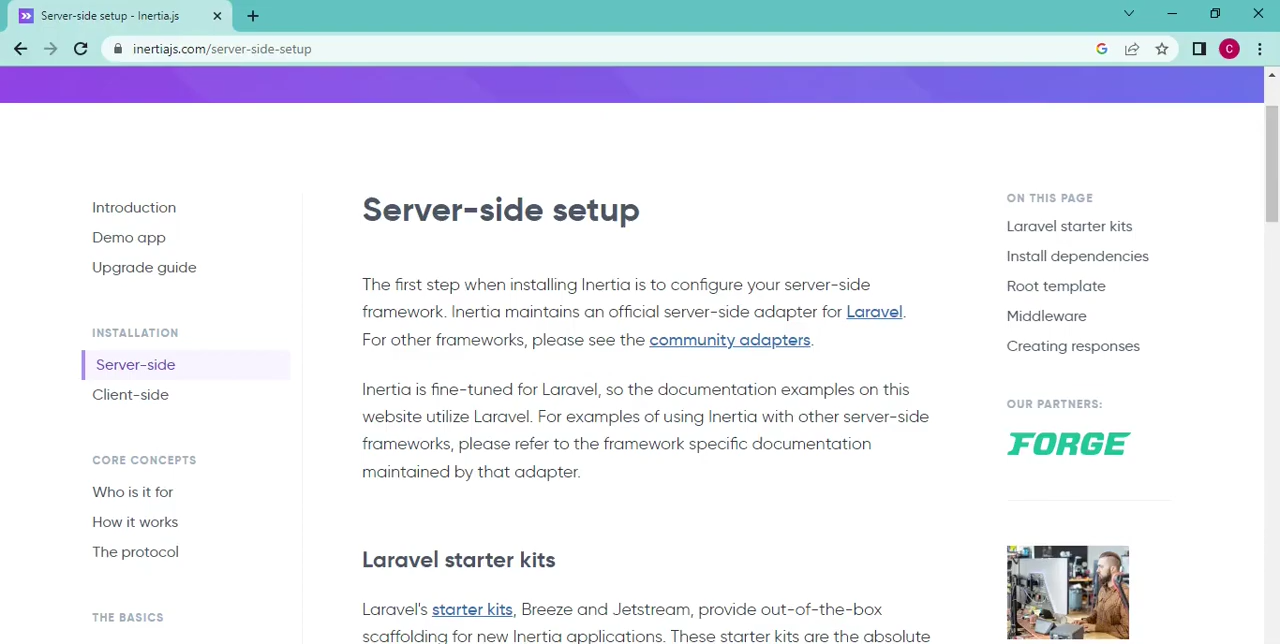 Server-side setup - Inertia.js
inertiajs.com/server-side-setup
C
Introduction
Demo app
Upgrade guide
INSTALLATION
Server-side
Client-side
CORE CONCEPTS
Who is it for
How it works
The protocol
THE BASICS
Server-side setup
The first step when installing Inertia is to configure your server-side
framework. Inertia maintains an official server-side adapter for Laravel.
For other frameworks, please see the community adapters.
Inertia is fine-tuned for Laravel, so the documentation examples on this
website utilize Laravel. For examples of using Inertia with other server-side
frameworks, please refer to the framework specific documentation
maintained by that adapter.
Laravel starter kits
Laravel's starter kits, Breeze and Jetstream, provide out-of-the-box
scaffolding for new Inertia applications. These starter kits are the absolute
ON THIS PAGE
Laravel starter kits
Install dependencies
Root template
Middleware
Creating responses
OUR PARTNERS:
FORGE